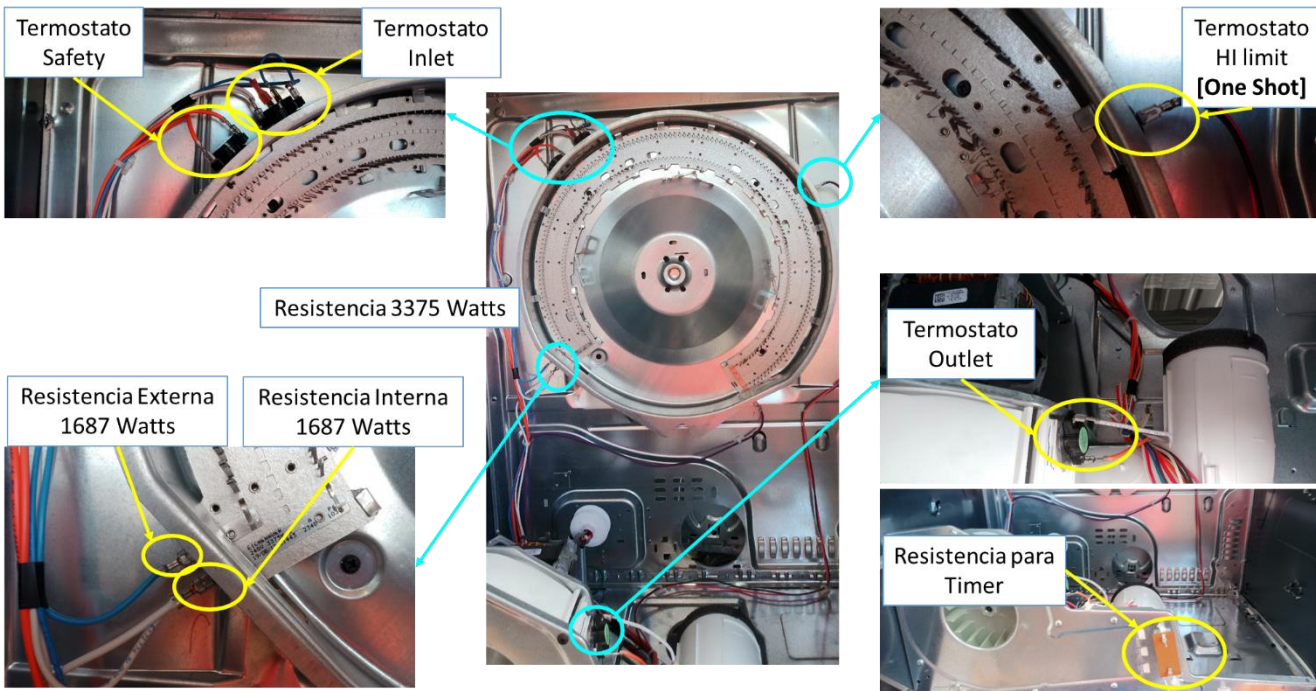 Termostato
Safety
Termostato
Inlet
Termostato
HI limit
[One Shot]
Resistencia 3375 Watts
Termostato
Outlet
Resistencia Externa
1687 Watts
Resistencia Interna
1687 Watts
Resistencia para
Timer